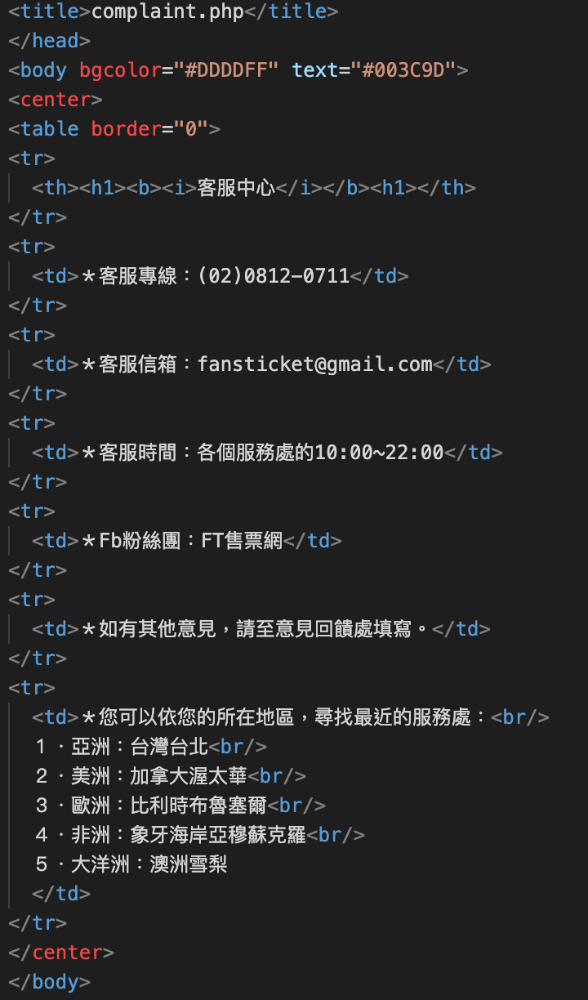 <title>complaint.php</title>
</head>
<body bgcolor="#DDDDFF" text="#003C9D">
<center>
<table border="0">
<tr>
<th><h1><b><i>客服中心</i></b><h1></th>
</tr>
<tr>
<td>＊客服專線：(02)0812-0711</td>
</tr>
<tr>
<td>＊客服信箱：fansticket@gmail.com</td>
</tr>
<tr>
<td>＊客服時間：各個服務處的10:00~22:00</td>
</tr>
<tr>
<td>＊Fb粉絲團：FT售票網</td>
</tr>
<tr>
<td>＊如有其他意見，請至意見回饋處填寫。</td>
</tr>
<tr>
<td>＊您可以依您的所在地區，尋找最近的服務處：<br/>
１．亞洲：台灣台北<br/>
２．美洲：加拿大渥太華<br/>
３．歐洲：比利時布魯塞爾<br/>
４．非洲：象牙海岸亞穆蘇克羅<br/>
５．大洋洲：澳洲雪梨
</td>
</tr>
</center>
</body>